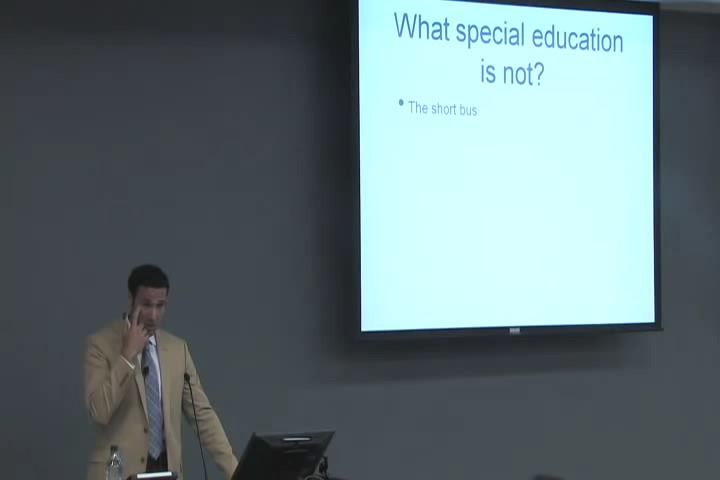 What special education
is not?
• The short bus